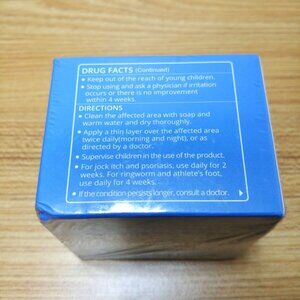 DRUG FACTS (Continued)
• Keep out of the reach of young children.
• Stop using and ask a physician if irritation
occurs or there is no improvement
within 4 weeks.
DIRECTIONS
• Clean the affected area with soap and
warm water and dry thoroughly.
• Apply a thin layer over the affected area
twice daily(morning and night), or as
directed by a doctor.
• Supervise children in the use of the product.
• For jock itch and psoriasis, use daily for 2
weeks. For ringworm and athlete's foot,
use daily for 4 weeks.
• If the condition persists longer, consult a doctor.